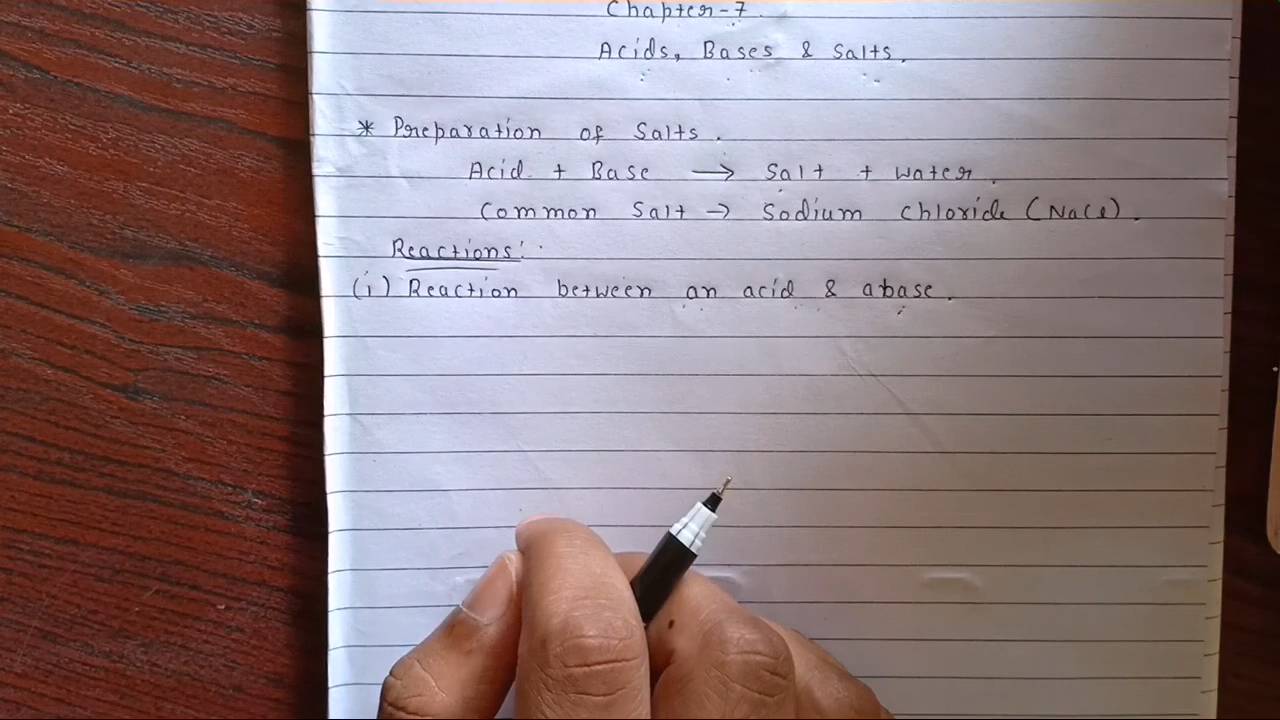 Chapter-7
Acids, Bases & Salts.
* Preparation of Salts.
Acid + Base → Salt + Water.
Common Salt → Sodium Chloride (NaCl).
Reactions:
(i) Reaction between an acid & abase.